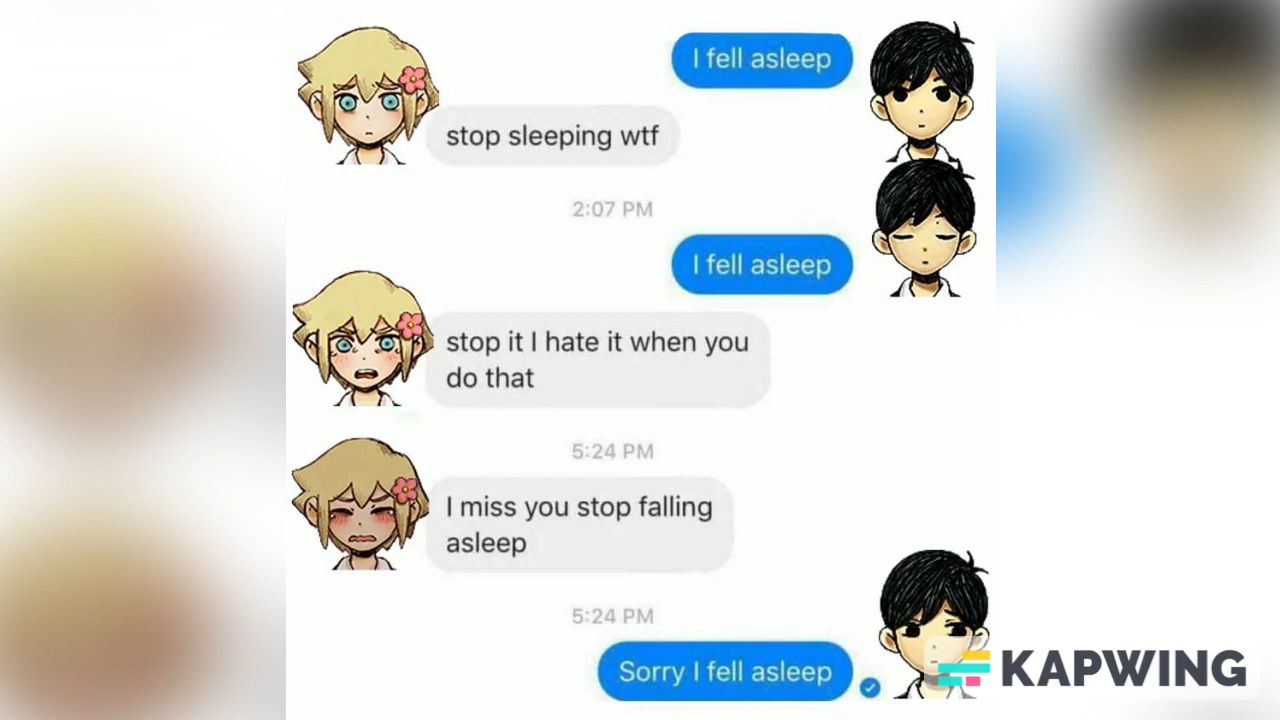 I fell asleep
stop sleeping wtf
2:07 PM
I fell asleep
stop it I hate it when you
do that
5:24 PM
I miss you stop falling
asleep
5:24 PM
Sorry I fell asleep
KAPWING